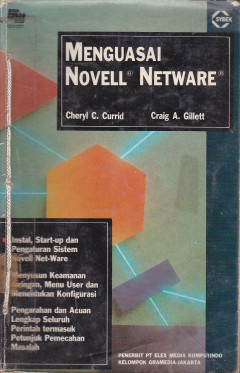 SYBEX
MENGUASAI
NOVELL® NETWARE®
Cheryl C. Currid Craig A. Gillett
Instal, Start-up dan
Pengaturan Sistem
Novell Net-Ware
Menyusun Keamanan
Jaringan, Menu User dan
Menentukan Konfigurasi
Pengarahan dan Acuan
Lengkap Seluruh
Perintah termasuk
Petunjuk Pemecahan
Masalah
PENERBIT PT ELEX MEDIA KOMPUTINDO
KELOMPOK GRAMEDIA-JAKARTA